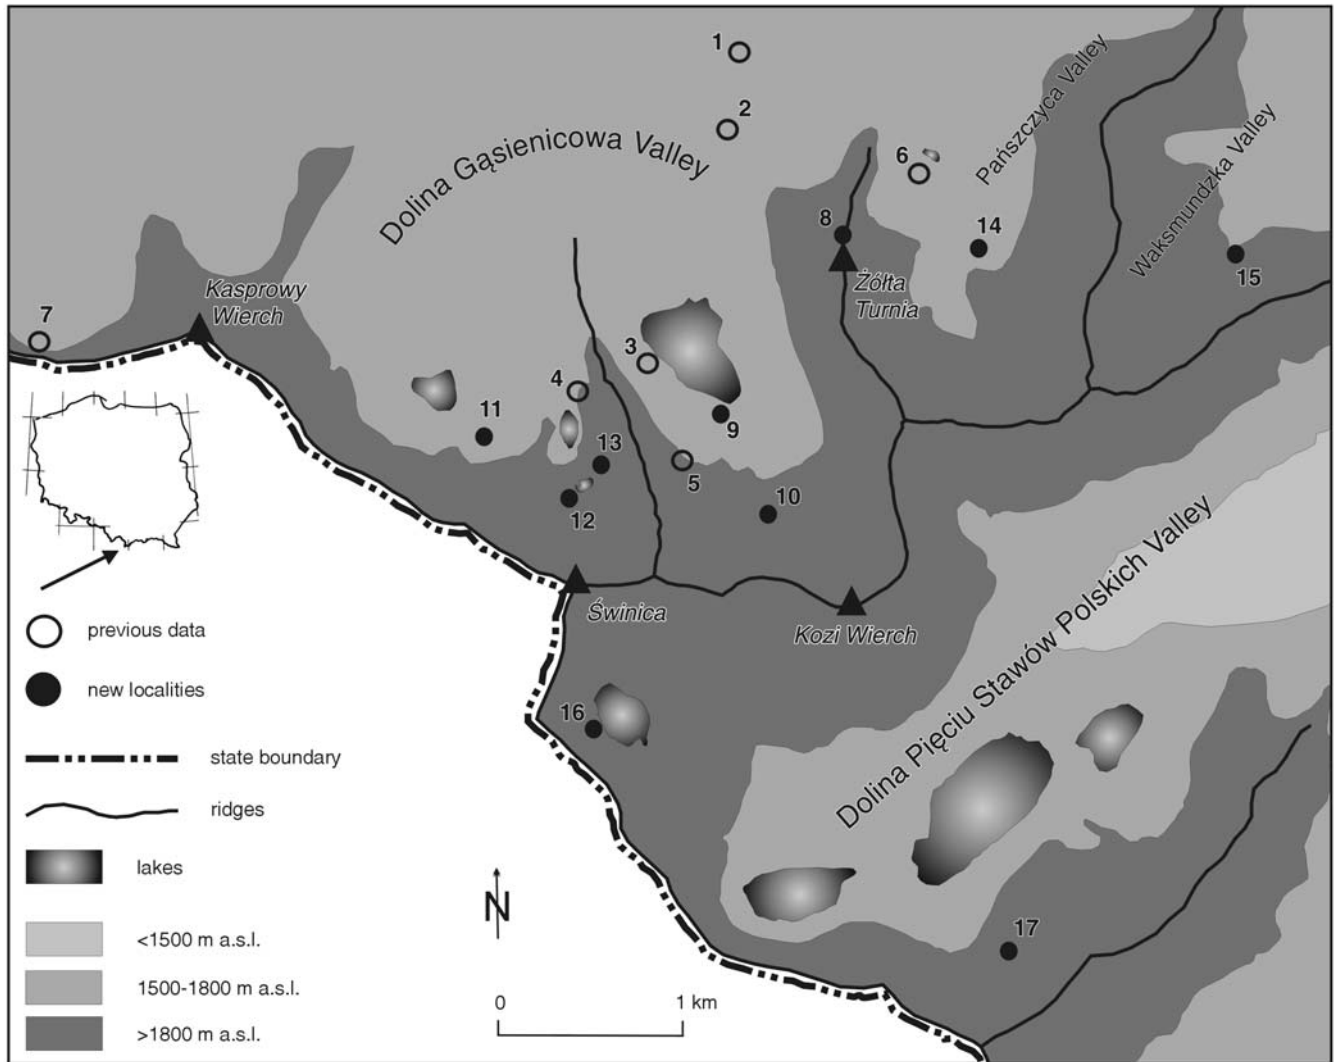 1
2
Dolina Gąsienicowa Valley
6
Pańszczyca Valley
Waksmundzka Valley
8
14
15
Żółta
Turnia
Kasprowy
Wierch
7
3
4
11
9
13
5
10
12
Świnica
Kozi Wierch
Dolina Pięciu Stawów Polskich Valley
16
17
previous data
new localities
state boundary
ridges
lakes
<1500 m a.s.l.
1500-1800 m a.s.l.
>1800 m a.s.l.
N
0 1 km